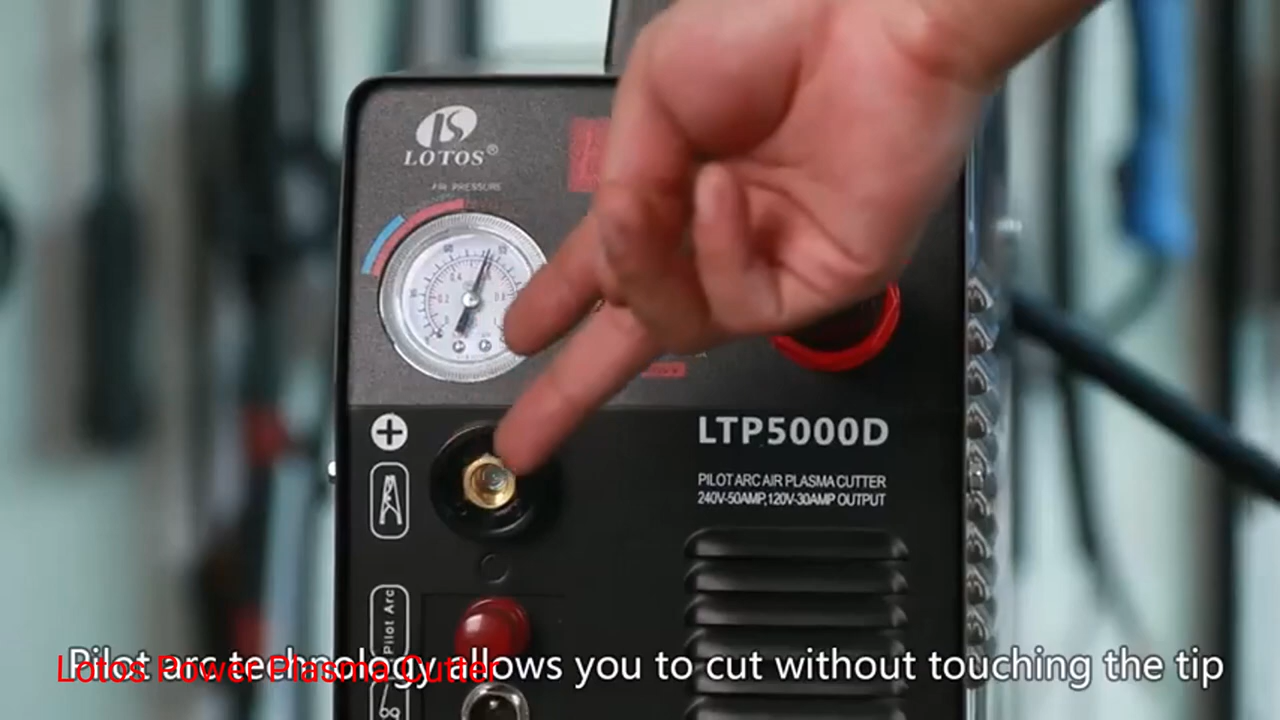 LOTOS®
AIR PRESSURE
LTP5000D
PILOT ARC AIR PLASMA CUTTER
240V-50AMP,120V-30AMP OUTPUT
Pilot Arc
Pilot arc technology allows you to cut without touching the tip
Lotos Power Plasma Cutter